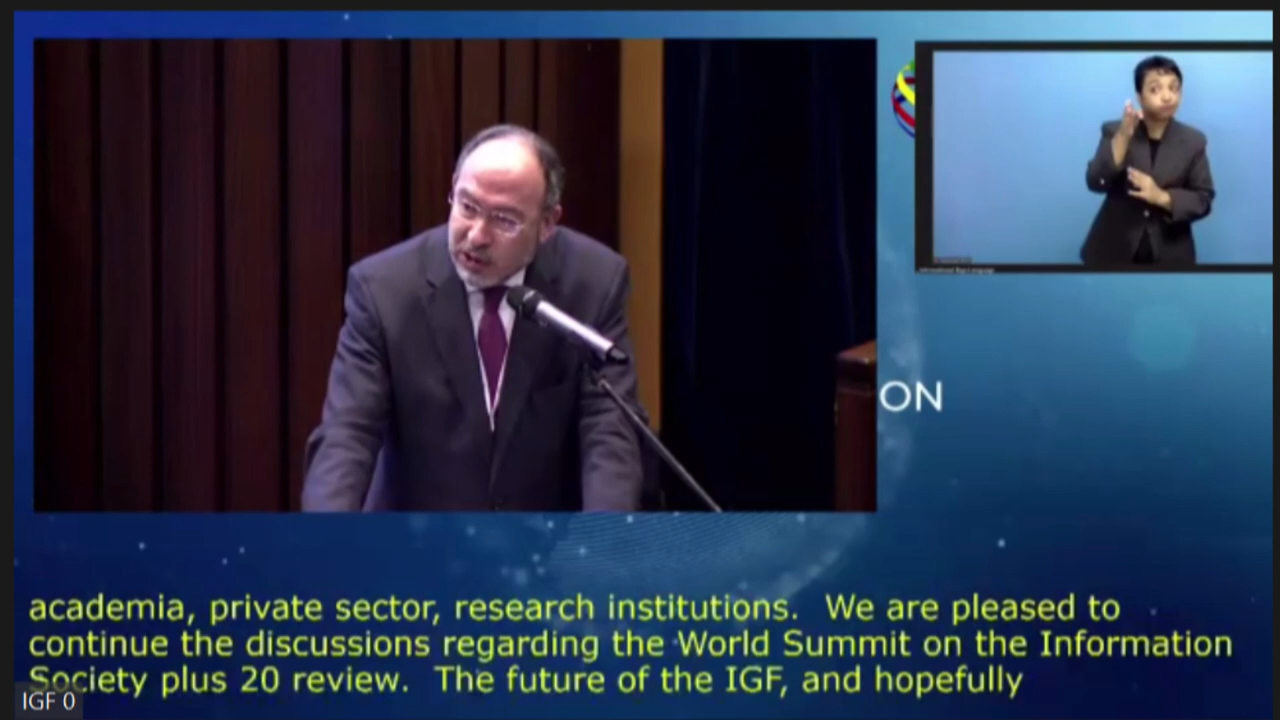 ON
academia, private sector, research institutions.  We are pleased to
continue the discussions regarding the World Summit on the Information
Society plus 20 review.  The future of the IGF, and hopefully
IGF 0